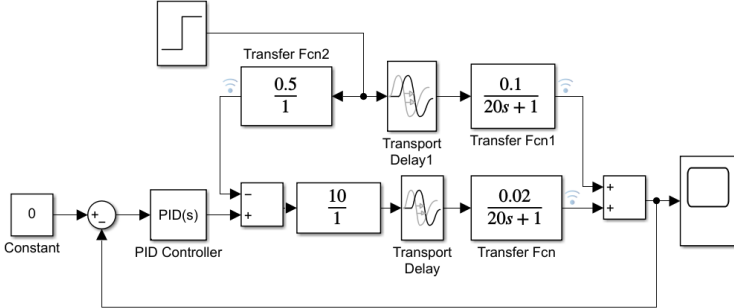 Transfer Fcn2
0.5
1
Transport
Delay1
0.1
20s + 1
Transfer Fcn1
0
Constant
+
−
PID(s)
PID Controller
−
+
10
1
Transport
Delay
0.02
20s + 1
Transfer Fcn
+
+